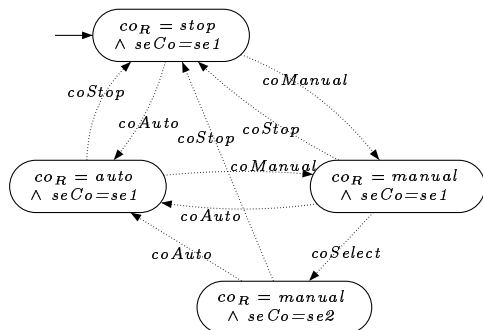 co_R = stop
∧ seCo=se1
coManual
coStop
coAuto
coStop
coStop
coManual
co_R = auto
∧ seCo=se1
co_R = manual
∧ seCo=se1
coAuto
coAuto
coSelect
co_R = manual
∧ seCo=se2